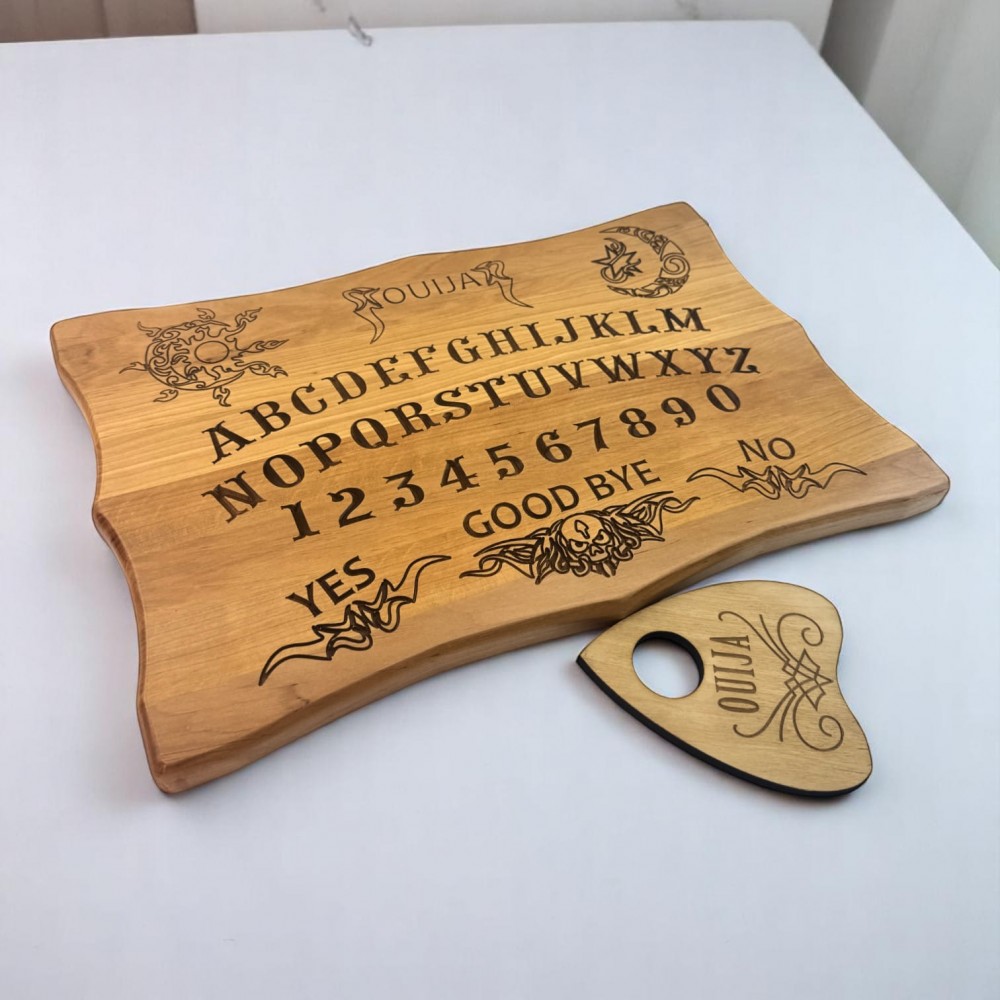 OUIJA
ABCDEFGHIJKLM
NOPQRSTUVWXYZ
1234567890
YES
GOOD BYE
NO
OUIJA